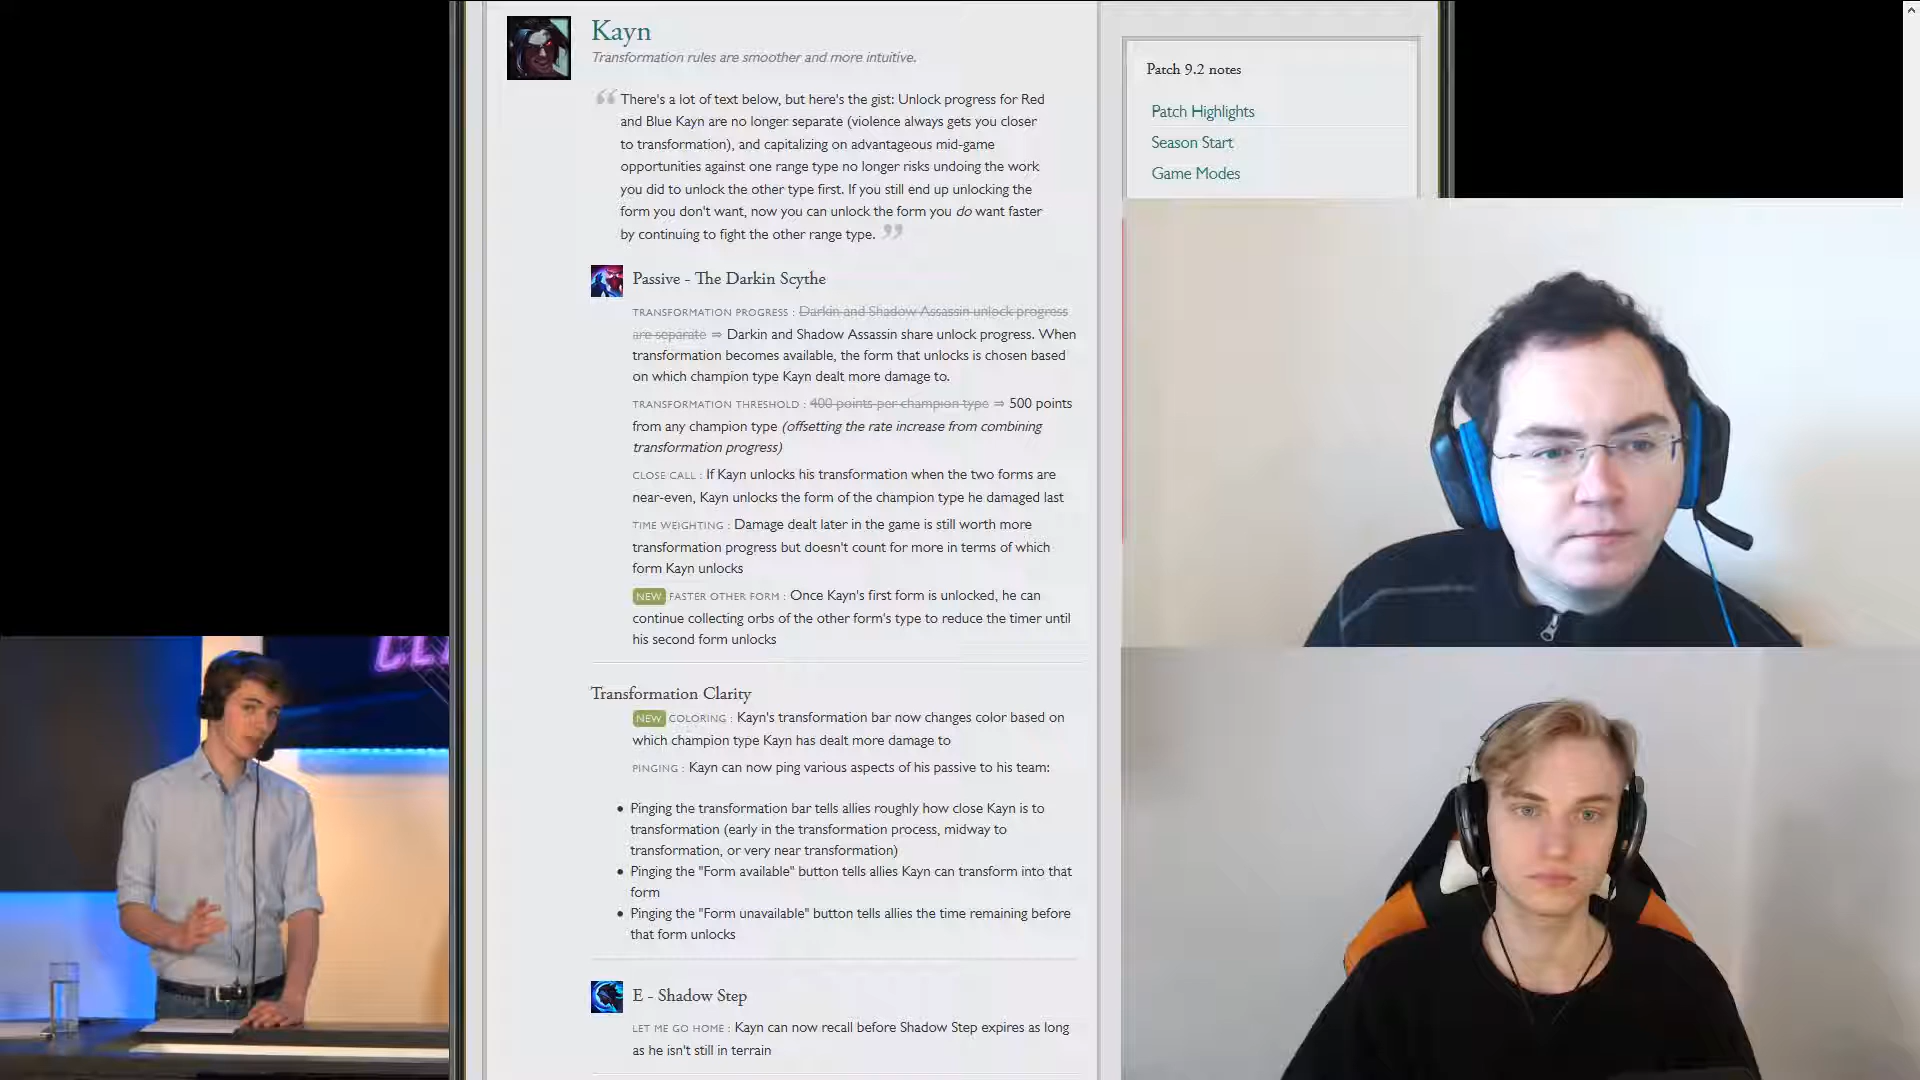 Kayn
Transformation rules are smoother and more intuitive.
“ There's a lot of text below, but here's the gist: Unlock progress for Red
and Blue Kayn are no longer separate (violence always gets you closer
to transformation), and capitalizing on advantageous mid-game
opportunities against one range type no longer risks undoing the work
you did to unlock the other type first. If you still end up unlocking the
form you don't want, now you can unlock the form you do want faster
by continuing to fight the other range type. ”
Passive - The Darkin Scythe
TRANSFORMATION PROGRESS : Darkin and Shadow Assassin unlock progress
are separate ⇒ Darkin and Shadow Assassin share unlock progress. When
transformation becomes available, the form that unlocks is chosen based
on which champion type Kayn dealt more damage to.
TRANSFORMATION THRESHOLD : 400 points per champion type ⇒ 500 points
from any champion type (offsetting the rate increase from combining
transformation progress)
CLOSE CALL : If Kayn unlocks his transformation when the two forms are
near-even, Kayn unlocks the form of the champion type he damaged last
TIME WEIGHTING : Damage dealt later in the game is still worth more
transformation progress but doesn't count for more in terms of which
form Kayn unlocks
NEW FASTER OTHER FORM : Once Kayn's first form is unlocked, he can
continue collecting orbs of the other form's type to reduce the timer until
his second form unlocks
Transformation Clarity
NEW COLORING : Kayn's transformation bar now changes color based on
which champion type Kayn has dealt more damage to
PINGING : Kayn can now ping various aspects of his passive to his team:
• Pinging the transformation bar tells allies roughly how close Kayn is to
transformation (early in the transformation process, midway to
transformation, or very near transformation)
• Pinging the "Form available" button tells allies Kayn can transform into that
form
• Pinging the "Form unavailable" button tells allies the time remaining before
that form unlocks
E - Shadow Step
LET ME GO HOME : Kayn can now recall before Shadow Step expires as long
as he isn't still in terrain
Patch 9.2 notes
Patch Highlights
Season Start
Game Modes